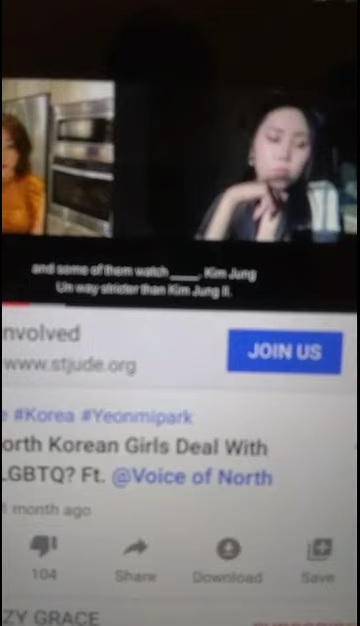 and some of them watch ____. Kim Jung
Un way stricter than Kim Jung Il.
nvolved
www.stjude.org
JOIN US
e #Korea #Yeonmipark
orth Korean Girls Deal With
LGBTQ? Ft. @Voice of North
1 month ago
104
Share
Download
Save
ZY GRACE